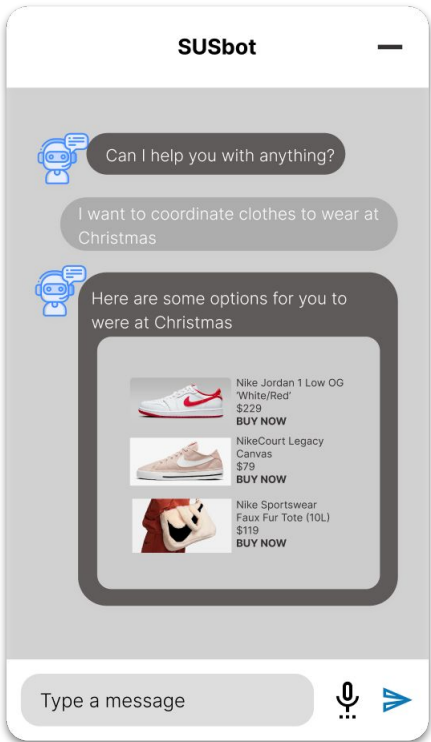 SUSbot
Can I help you with anything?
I want to coordinate clothes to wear at
Christmas
Here are some options for you to
were at Christmas
Nike Jordan 1 Low OG
'White/Red'
$229
BUY NOW
NikeCourt Legacy
Canvas
$79
BUY NOW
Nike Sportswear
Faux Fur Tote (10L)
$119
BUY NOW
Type a message